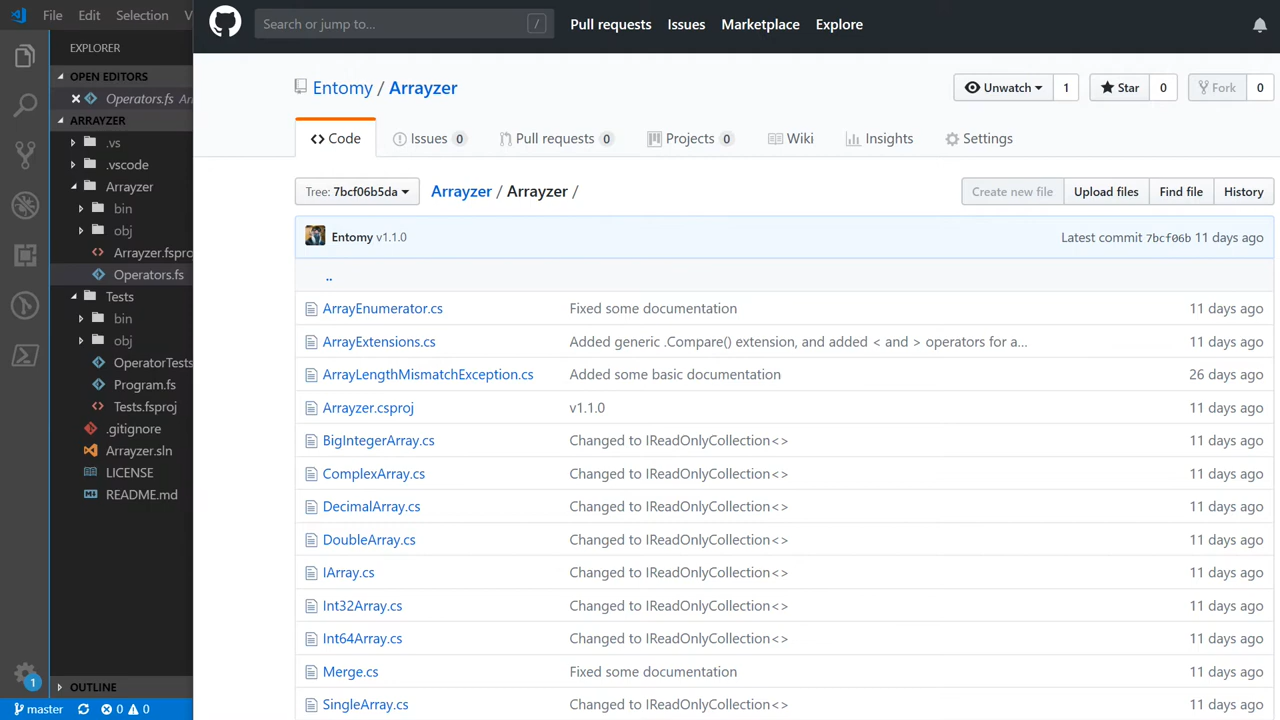 File Edit Selection V
EXPLORER
OPEN EDITORS
Operators.fs Ar
ARRAYZER
.vs
.vscode
Arrayzer
bin
obj
Arrayzer.fspro
Operators.fs
Tests
bin
obj
OperatorTests
Program.fs
Tests.fsproj
.gitignore
Arrayzer.sln
LICENSE
README.md
1
OUTLINE
master 0 0
Search or jump to... /
Pull requests Issues Marketplace Explore
Entomy / Arrayzer
Unwatch 1 Star 0 Fork 0
Code Issues 0 Pull requests 0 Projects 0 Wiki Insights Settings
Tree: 7bcf06b5da Arrayzer / Arrayzer /
Create new file Upload files Find file History
Entomy v1.1.0 Latest commit 7bcf06b 11 days ago
..
ArrayEnumerator.cs Fixed some documentation 11 days ago
ArrayExtensions.cs Added generic .Compare() extension, and added < and > operators for a... 11 days ago
ArrayLengthMismatchException.cs Added some basic documentation 26 days ago
Arrayzer.csproj v1.1.0 11 days ago
BigIntegerArray.cs Changed to IReadOnlyCollection<> 11 days ago
ComplexArray.cs Changed to IReadOnlyCollection<> 11 days ago
DecimalArray.cs Changed to IReadOnlyCollection<> 11 days ago
DoubleArray.cs Changed to IReadOnlyCollection<> 11 days ago
IArray.cs Changed to IReadOnlyCollection<> 11 days ago
Int32Array.cs Changed to IReadOnlyCollection<> 11 days ago
Int64Array.cs Changed to IReadOnlyCollection<> 11 days ago
Merge.cs Fixed some documentation 11 days ago
SingleArray.cs Changed to IReadOnlyCollection<> 11 days ago